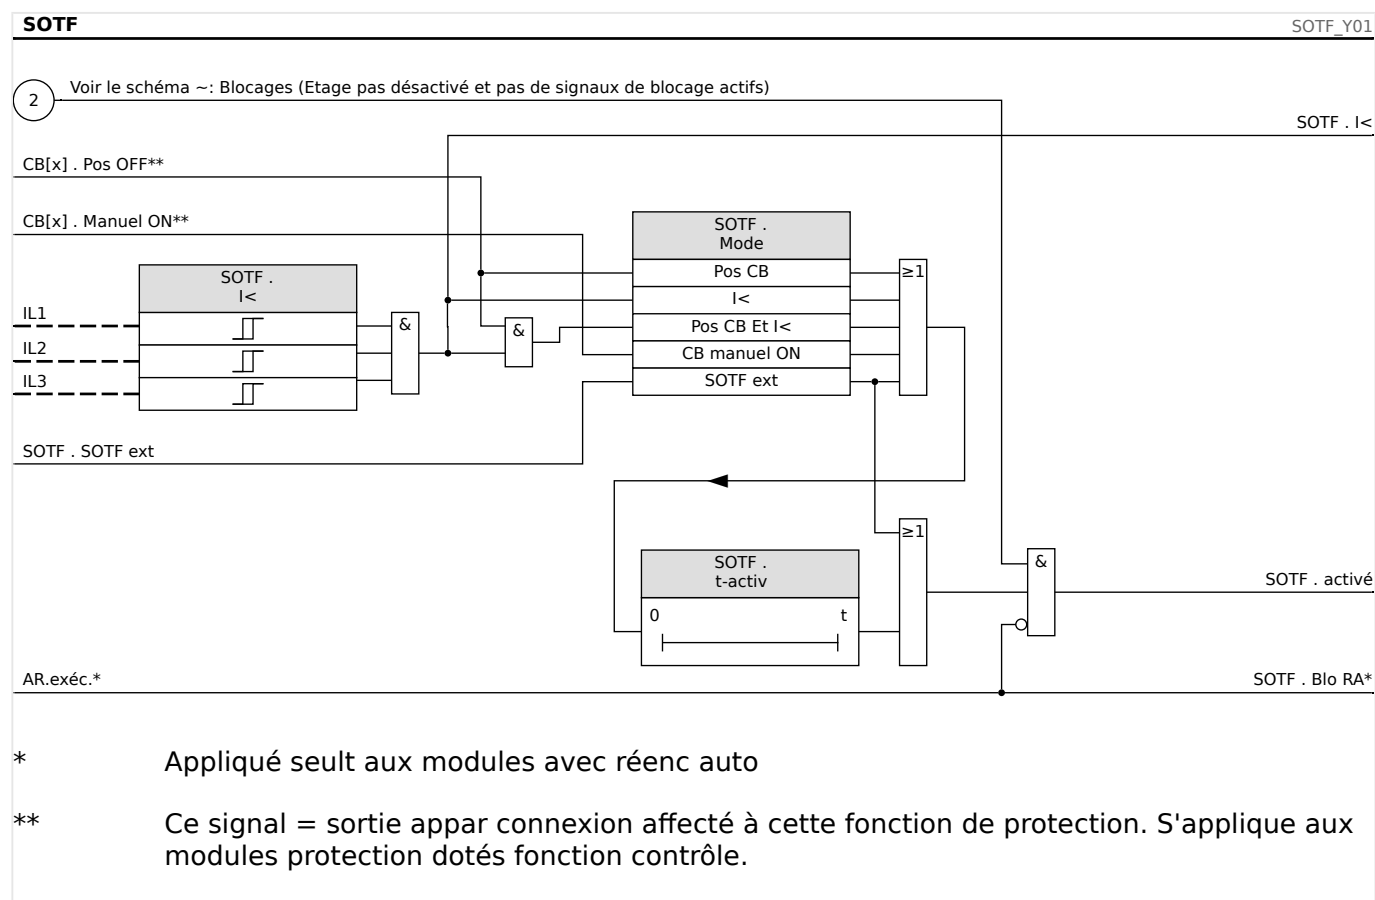 SOTF
SOTF_Y01
2
Voir le schéma ~: Blocages (Etage pas désactivé et pas de signaux de blocage actifs)
SOTF . I<
CB[x] . Pos OFF**
CB[x] . Manuel ON**
SOTF .
Mode
Pos CB
I<
Pos CB Et I<
CB manuel ON
SOTF ext
≥1
SOTF .
I<
IL1
IL2
IL3
&
&
SOTF . SOTF ext
≥1
SOTF .
t-activ
0
t
&
SOTF . activé
AR.exéc.*
SOTF . Blo RA*
*
Appliqué seult aux modules avec réenc auto
**
Ce signal = sortie appar connexion affecté à cette fonction de protection. S'applique aux
modules protection dotés fonction contrôle.